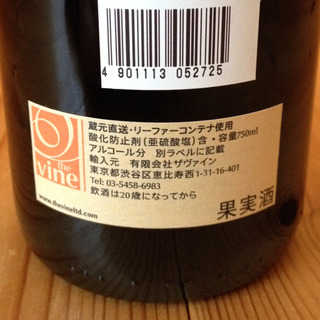 4 901113 052725
the
vine
www.thevineltd.com
蔵元直送・リーファーコンテナ使用
酸化防止剤(亜硫酸塩)含・容量750ml
アルコール分 別ラベルに記載
輸入元 有限会社ザヴァイン
東京都渋谷区恵比寿西1-31-16-401
Tel: 03-5458-6983
飲酒は20歳になってから
果実酒